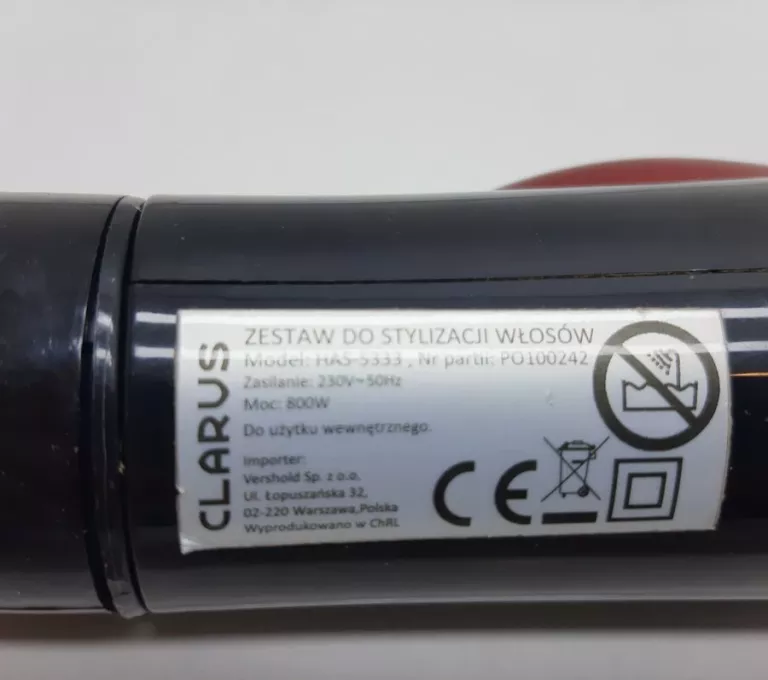 CLARUS
ZESTAW DO STYLIZACJI WŁOSÓW
Model: HAS-5333 , Nr partii: PO100242
Zasilanie: 230V~50Hz
Moc: 800W
Do użytku wewnętrznego.
Importer:
Vershold Sp. z o.o.
Ul. Łopuszańska 32,
02-220 Warszawa,Polska
Wyprodukowano w ChRL
CE